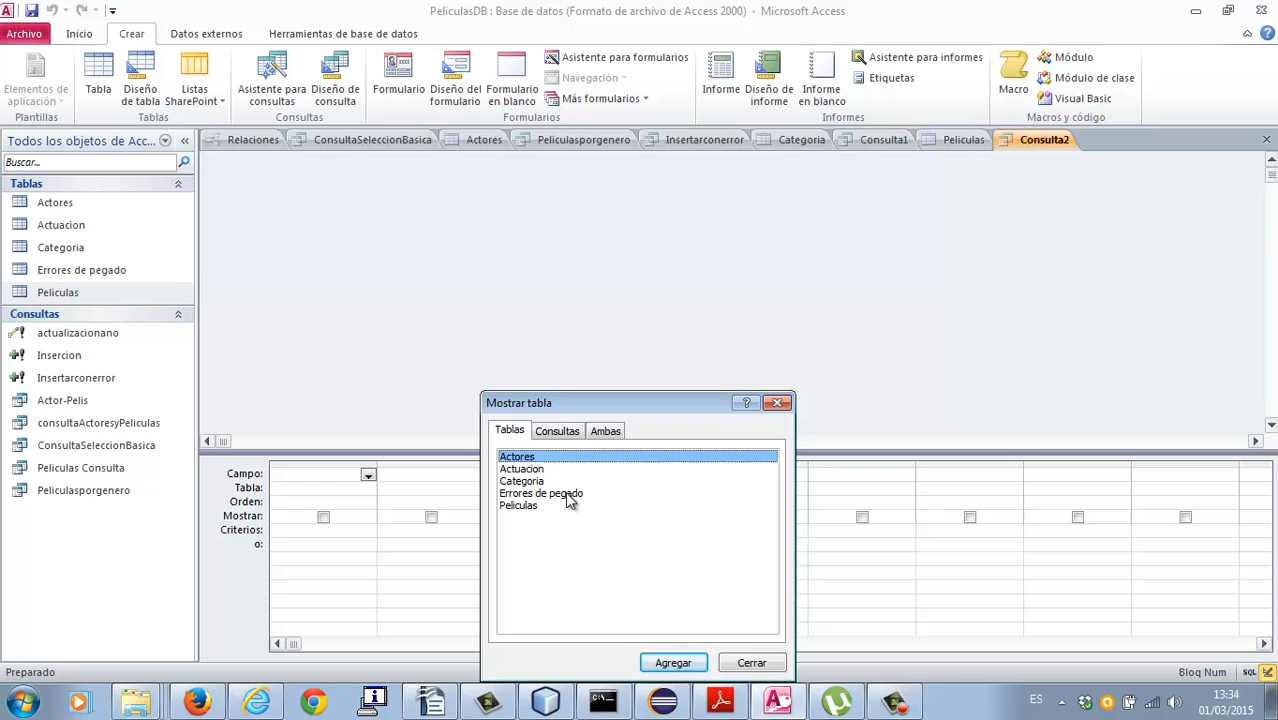 PeliculasDB : Base de datos (Formato de archivo de Access 2000) - Microsoft Access
Archivo Inicio Crear Datos externos Herramientas de base de datos
Elementos de aplicación
Plantillas
Tabla
Diseño de tabla
Listas SharePoint
Tablas
Asistente para consultas
Diseño de consulta
Consultas
Formulario
Diseño del formulario
Formulario en blanco
Asistente para formularios
Navegación
Más formularios
Formularios
Informe
Diseño de informe
Informe en blanco
Asistente para informes
Etiquetas
Informes
Macro
Módulo
Módulo de clase
Visual Basic
Macros y código
Todos los objetos de Acc...
Buscar...
Tablas
Actores
Actuacion
Categoria
Errores de pegado
Peliculas
Consultas
actualizacionano
Insercion
Insertarconerror
Actor-Pelis
consultaActoresyPeliculas
ConsultaSeleccionBasica
Peliculas Consulta
Peliculasporgenero
Relaciones ConsultaSeleccionBasica Actores Peliculasporgenero Insertarconerror Categoria Consulta1 Peliculas Consulta2
Campo:
Tabla:
Orden:
Mostrar:
Criterios:
o:
Mostrar tabla
Tablas Consultas Ambas
Actores
Actuacion
Categoria
Errores de pegado
Peliculas
Agregar Cerrar
Preparado
Bloq Num
SQL
ES
13:34
01/03/2015